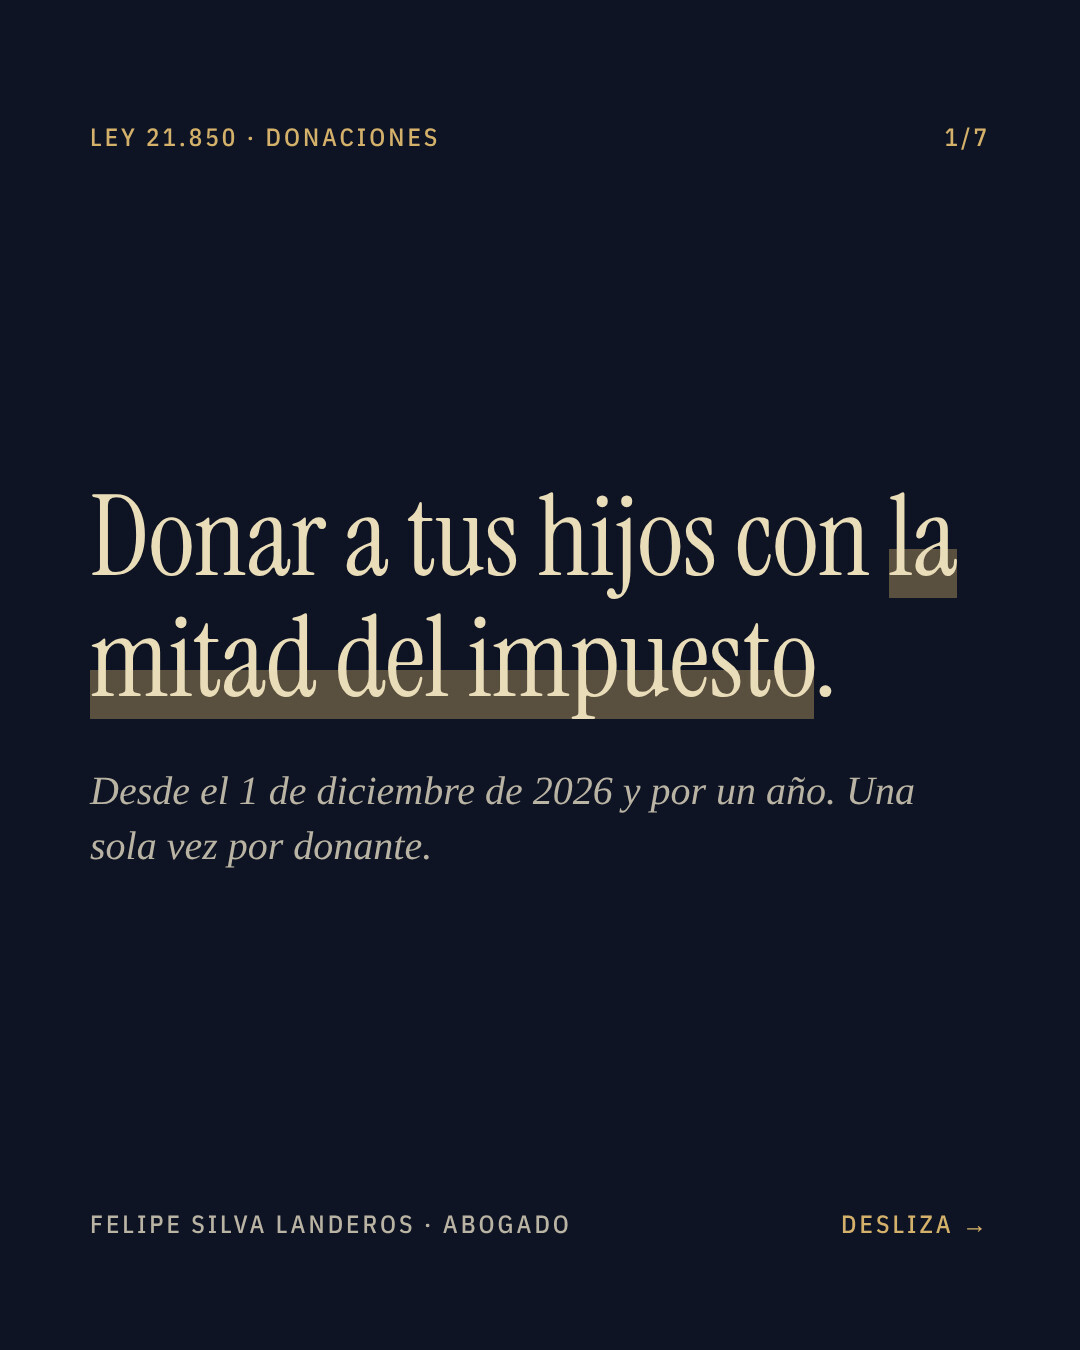 LEY 21.850 · DONACIONES
1/7
Donar a tus hijos con la
mitad del impuesto.
Desde el 1 de diciembre de 2026 y por un año. Una
sola vez por donante.
FELIPE SILVA LANDEROS · ABOGADO
DESLIZA →